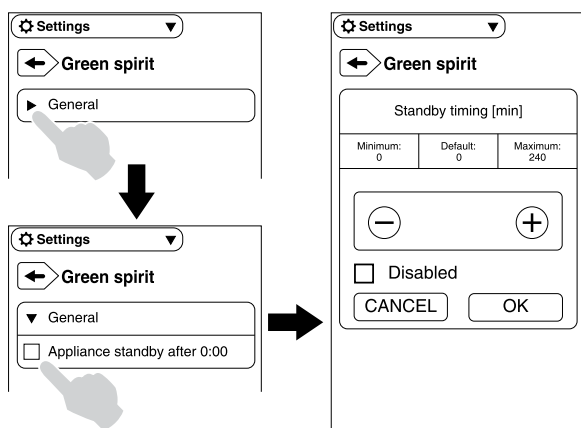 Settings
Green spirit
General
Settings
Green spirit
General
Appliance standby after 0:00
Settings
Green spirit
Standby timing [min]
Minimum: Default: Maximum:
0 0 240
Disabled
CANCEL OK